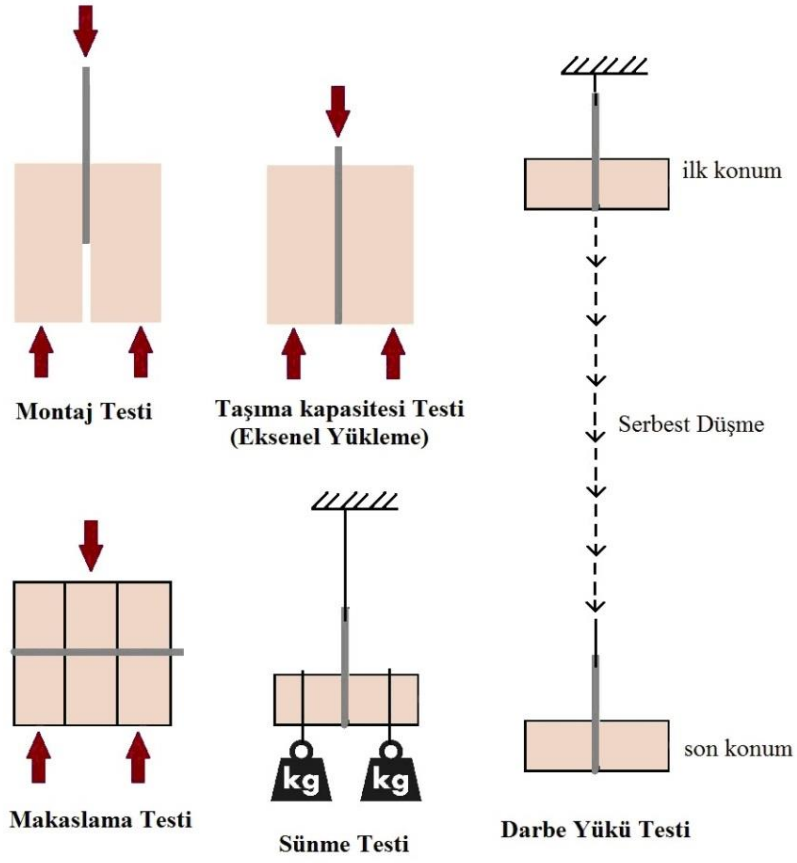 ilk konum
Montaj Testi
Taşıma kapasitesi Testi
(Eksenel Yükleme)
Serbest Düşme
kg
kg
son konum
Makaslama Testi
Sünme Testi
Darbe Yükü Testi